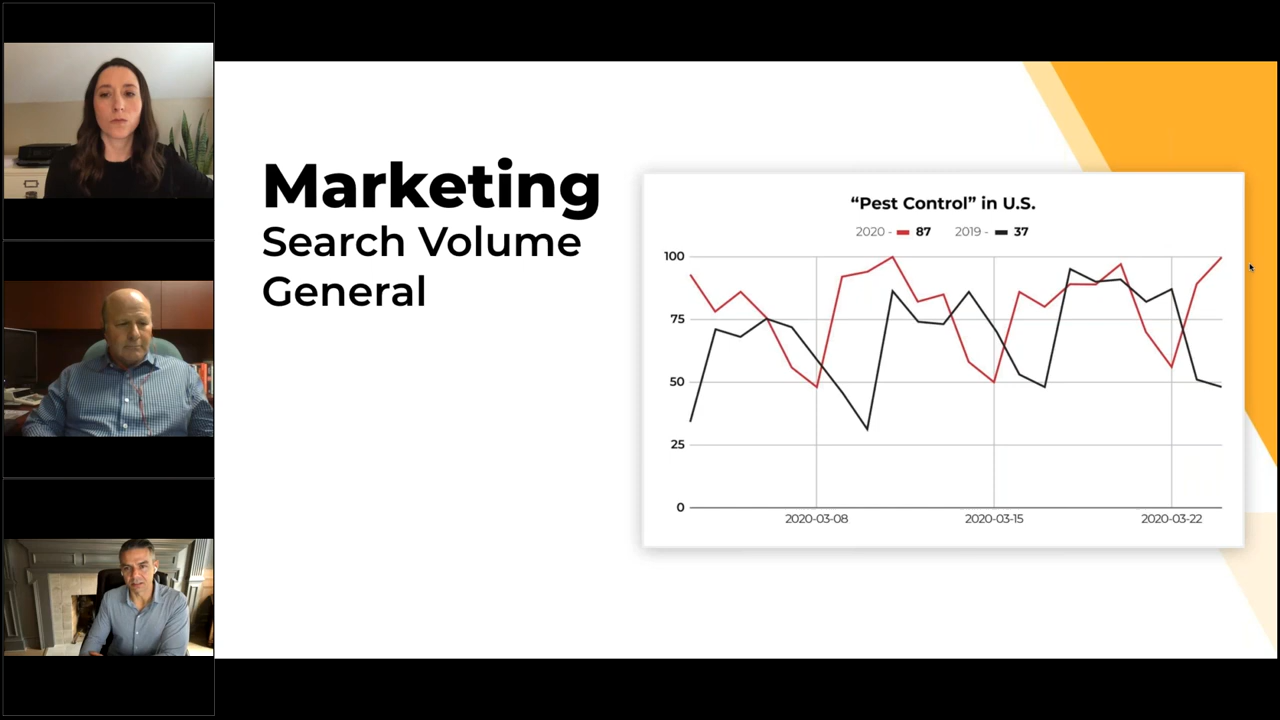 Marketing
Search Volume
General
“Pest Control” in U.S.
2020 - 87 2019 - 37
100
75
50
25
0
2020-03-08 2020-03-15 2020-03-22